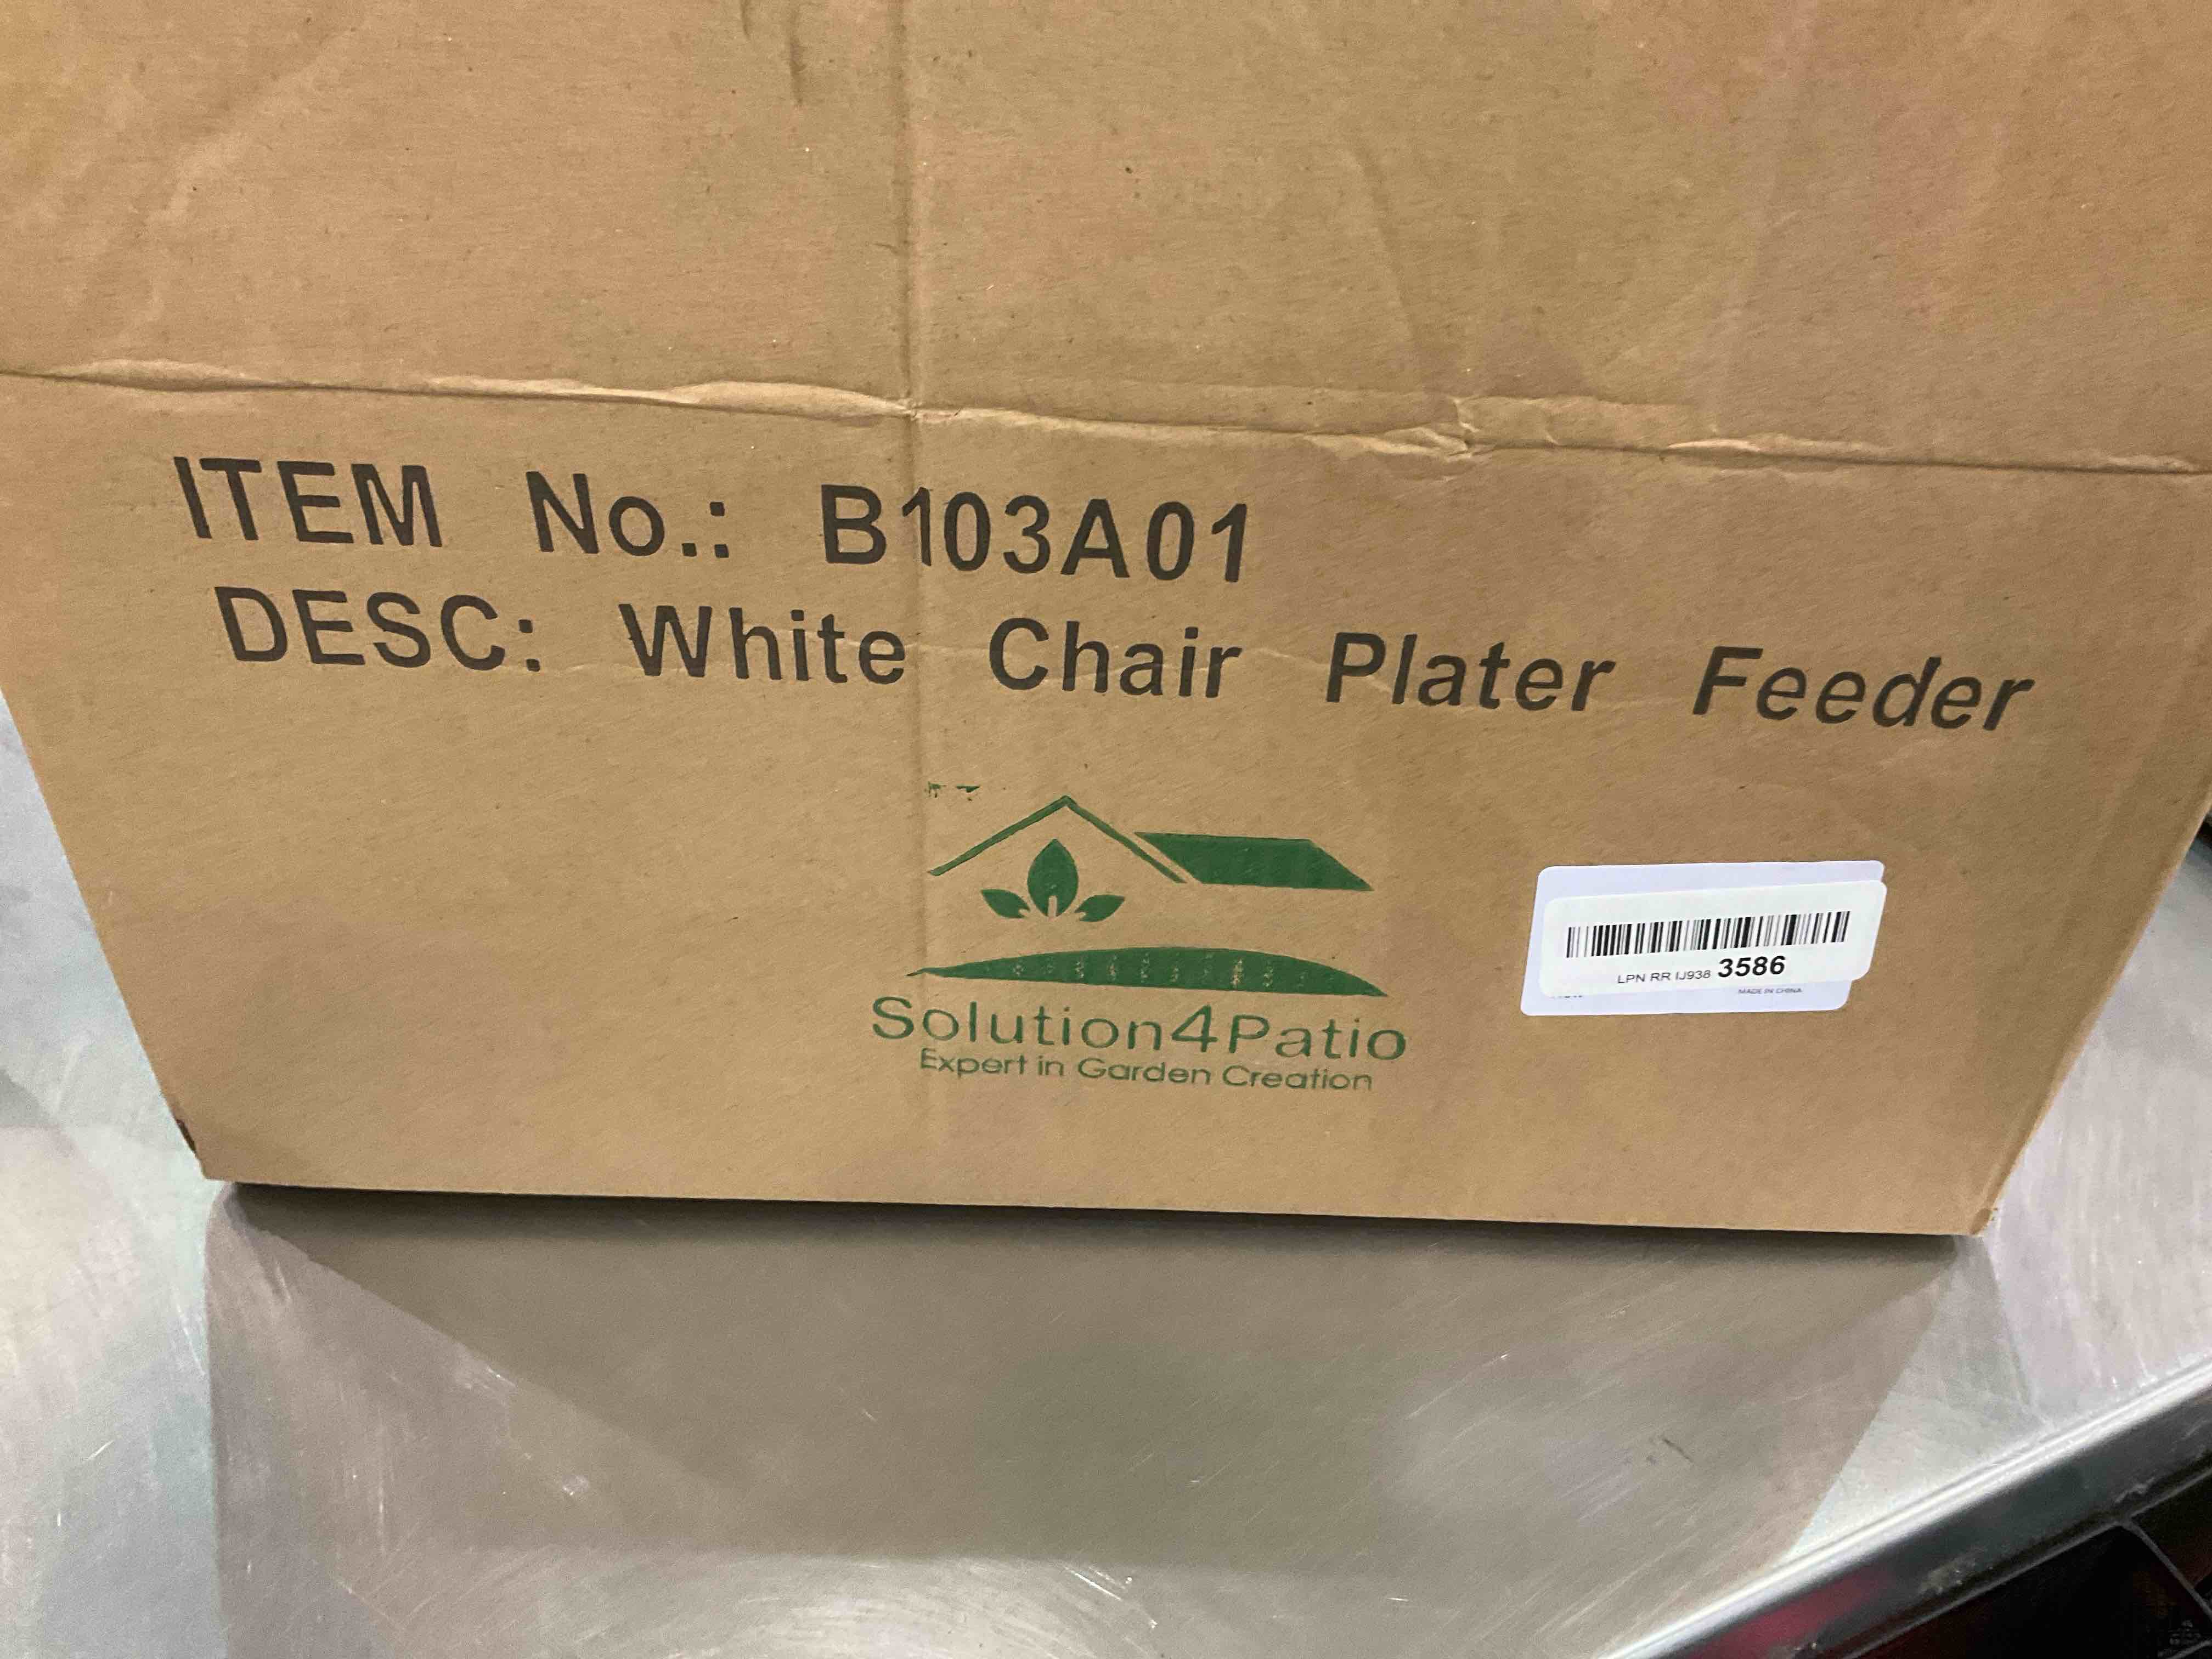 ITEM No.: B103A01
DESC: White Chair Plater Feeder
Solution4Patio
Expert in Garden Creation
LPN RR IJ938 3586
MADE IN CHINA